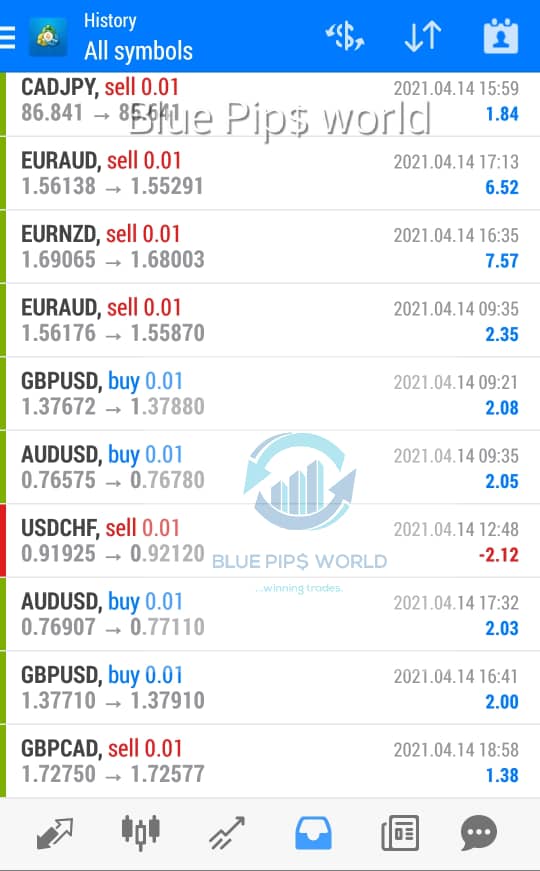 History
All symbols
CADJPY, sell 0.01
2021.04.14 15:59
86.841 → 85.641
1.84
Blue Pip$ world
EURAUD, sell 0.01
2021.04.14 17:13
1.56138 → 1.55291
6.52
EURNZD, sell 0.01
2021.04.14 16:35
1.69065 → 1.68003
7.57
EURAUD, sell 0.01
2021.04.14 09:35
1.56176 → 1.55870
2.35
GBPUSD, buy 0.01
2021.04.14 09:21
1.37672 → 1.37880
2.08
AUDUSD, buy 0.01
2021.04.14 09:35
0.76575 → 0.76780
2.05
USDCHF, sell 0.01
2021.04.14 12:48
0.91925 → 0.92120
-2.12
BLUE PIP$ WORLD
..winning trades.
AUDUSD, buy 0.01
2021.04.14 17:32
0.76907 → 0.77110
2.03
GBPUSD, buy 0.01
2021.04.14 16:41
1.37710 → 1.37910
2.00
GBPCAD, sell 0.01
2021.04.14 18:58
1.72750 → 1.72577
1.38